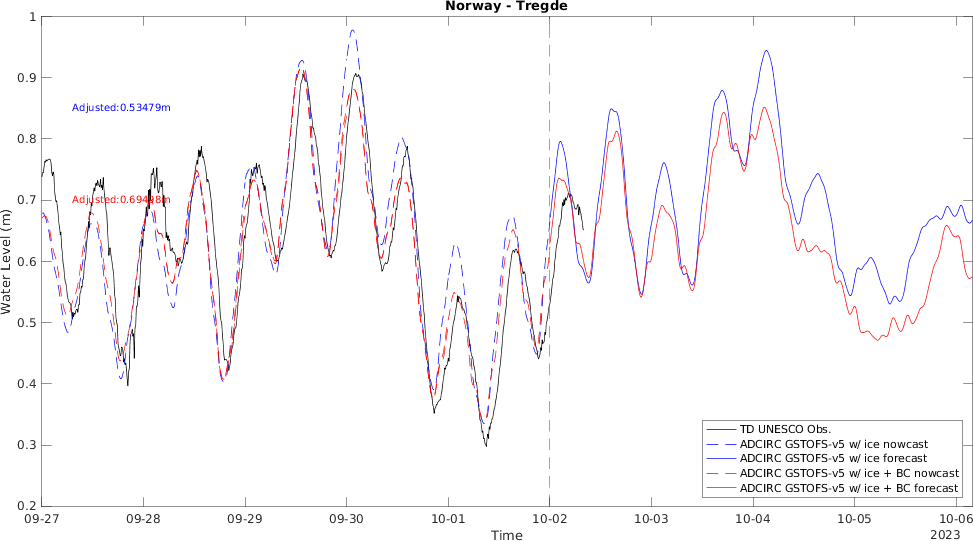 Norway - Tregde
1
0.9
0.8
0.7
0.6
0.5
0.4
0.3
0.2
Water Level (m)
Adjusted:0.53479m
Adjusted:0.69498m
TD UNESCO Obs.
ADCIRC GSTOFS-v5 w/ ice nowcast
ADCIRC GSTOFS-v5 w/ ice forecast
ADCIRC GSTOFS-v5 w/ ice + BC nowcast
ADCIRC GSTOFS-v5 w/ ice + BC forecast
09-27 09-28 09-29 09-30 10-01 10-02 10-03 10-04 10-05 10-06
Time
2023